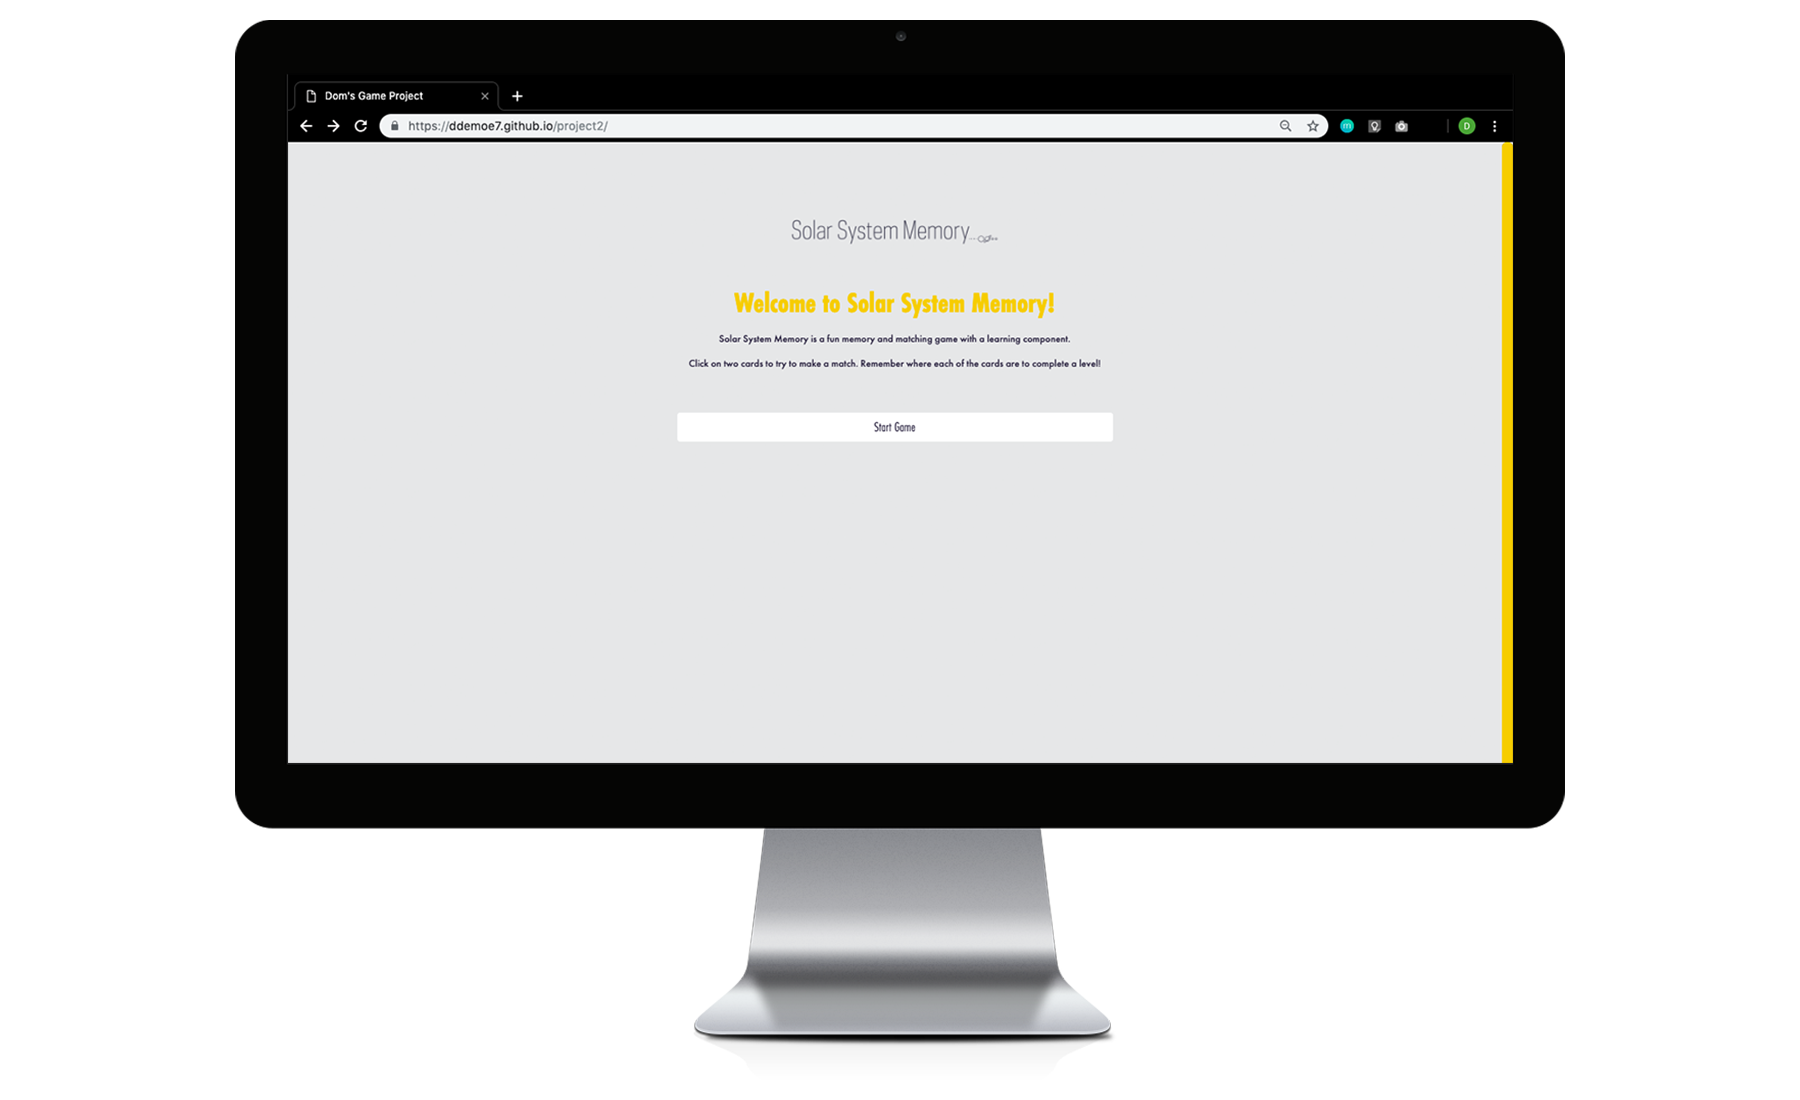 Dom's Game Project
https://ddemoe7.github.io/project2/
m
D
Solar System Memory
Welcome to Solar System Memory!
Solar System Memory is a fun memory and matching game with a learning component.
Click on two cards to try to make a match. Remember where each of the cards are to complete a level!
Start Game